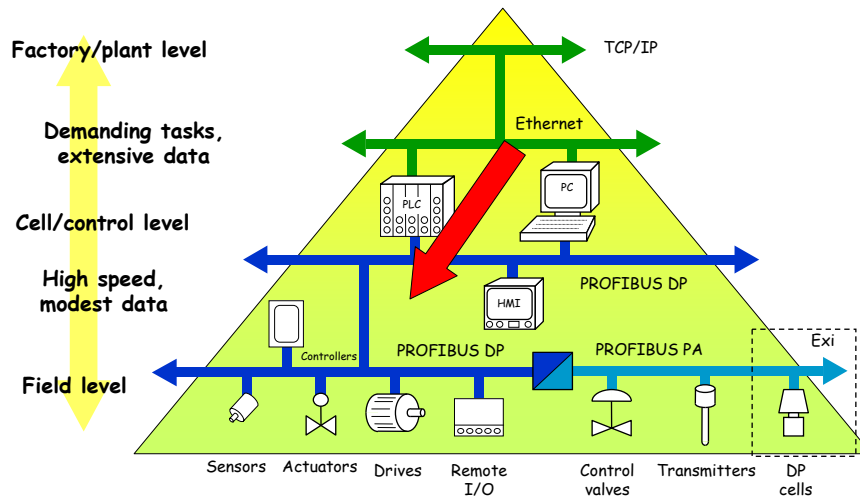 Factory/plant level
TCP/IP
Ethernet
Demanding tasks,
extensive data
PC
PLC
Cell/control level
PROFIBUS DP
High speed,
modest data
HMI
Controllers
PROFIBUS DP
PROFIBUS PA
Exi
Field level
Sensors
Actuators
Drives
Remote
I/O
Control
valves
Transmitters
DP
cells